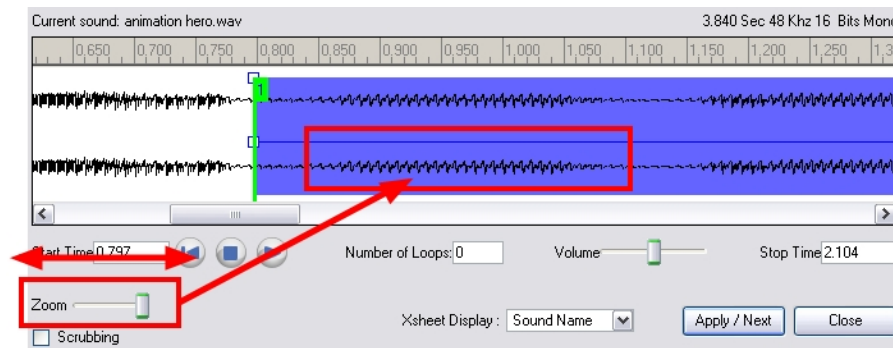 Current sound: animation hero.wav
3.840 Sec 48 Khz 16 Bits Mono
0,650 0,700 0,750 0,800 0,850 0,900 0,950 1,000 1,050 1,100 1,150 1,200 1,250 1,3
1
Start Time 0.797
Number of Loops: 0
Volume
Stop Time 2.104
Zoom
Xsheet Display : Sound Name
Apply / Next
Close
Scrubbing